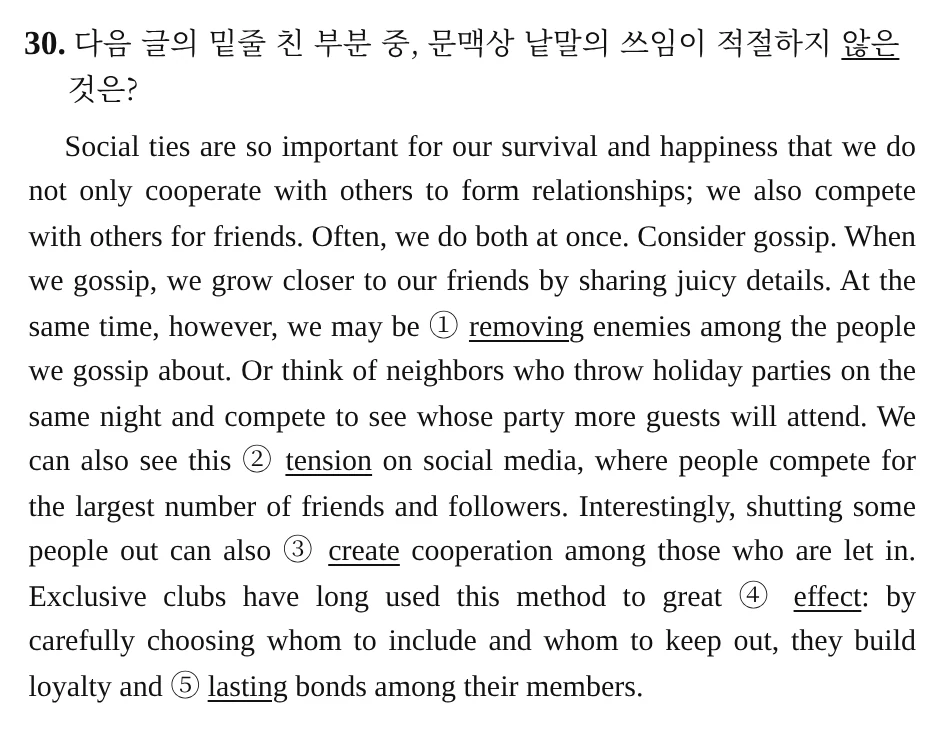 30. 다음 글의 밑줄 친 부분 중, 문맥상 낱말의 쓰임이 적절하지 않은
것은?
Social ties are so important for our survival and happiness that we do
not only cooperate with others to form relationships; we also compete
with others for friends. Often, we do both at once. Consider gossip. When
we gossip, we grow closer to our friends by sharing juicy details. At the
same time, however, we may be ① removing enemies among the people
we gossip about. Or think of neighbors who throw holiday parties on the
same night and compete to see whose party more guests will attend. We
can also see this ② tension on social media, where people compete for
the largest number of friends and followers. Interestingly, shutting some
people out can also ③ create cooperation among those who are let in.
Exclusive clubs have long used this method to great ④ effect: by
carefully choosing whom to include and whom to keep out, they build
loyalty and ⑤ lasting bonds among their members.